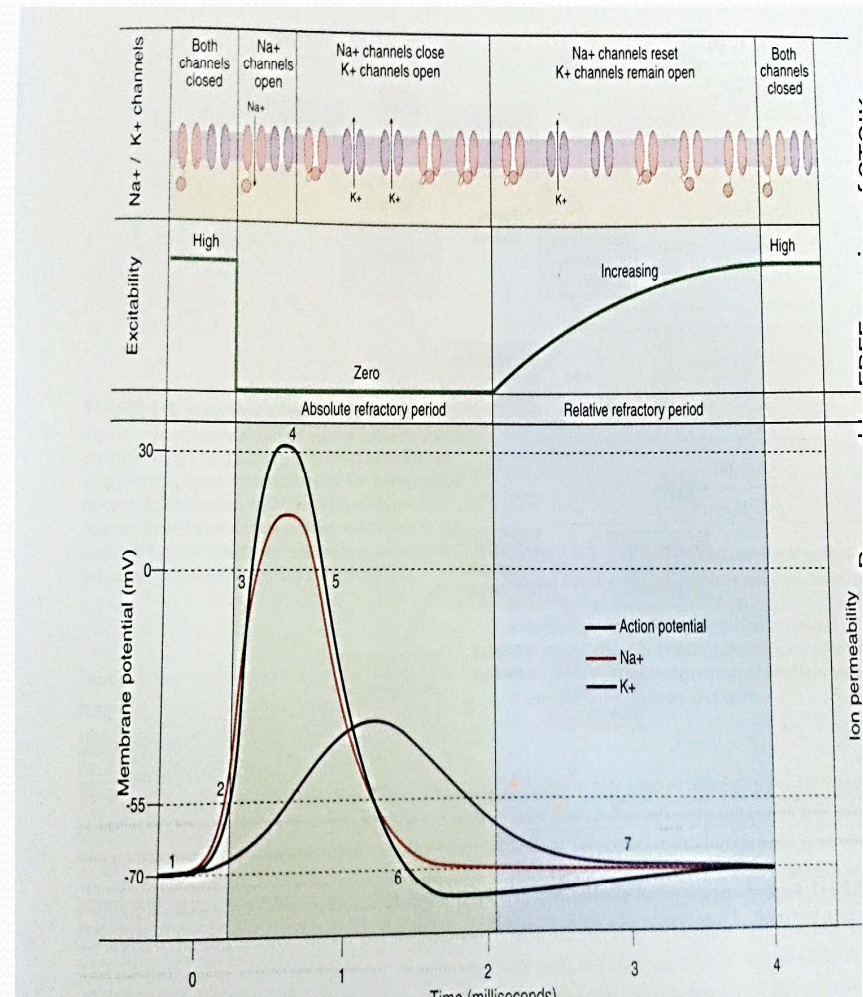 Na+ / K+ channels
Both
channels
closed
Na+
channels
open
Na+ channels close
K+ channels open
Na+ channels reset
K+ channels remain open
Both
channels
closed
Na+
K+
K+
K+
Excitability
High
Zero
Increasing
High
Absolute refractory period
Relative refractory period
Membrane potential (mV)
30
0
-55
-70
1
2
3
4
5
6
7
Action potential
Na+
K+
Ion permeability
0
1
2
3
4
Time (milliseconds)